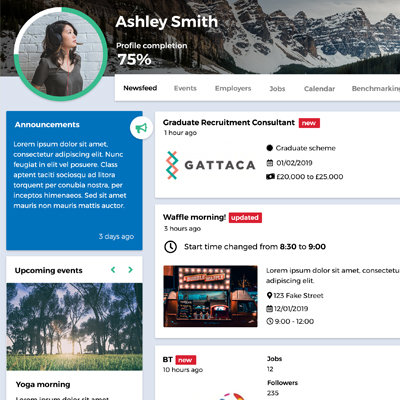 Ashley Smith
Profile completion
75%
Newsfeed Events Employers Jobs Calendar Benchmarking
Announcements
Lorem ipsum dolor sit amet, consectetur adipiscing elit. Nunc feugiat in elit vel posuere. Class aptent taciti sociosqu ad litora torquent per conubia nostra, per inceptos himenaeos. Sed sit amet mauris non mauris mattis auctor.
3 days ago
Upcoming events
Yoga morning
Graduate Recruitment Consultant new
1 hour ago
GATTACA
Graduate scheme
01/02/2019
£20,000 to £25,000
Waffle morning! updated
3 hours ago
Start time changed from 8:30 to 9:00
Lorem ipsum dolor sit amet, consectetu
adipiscing elit.
123 Fake Street
12/01/2019
9:00 - 12:00
BT new
10 hours ago
Jobs
12
Followers
235